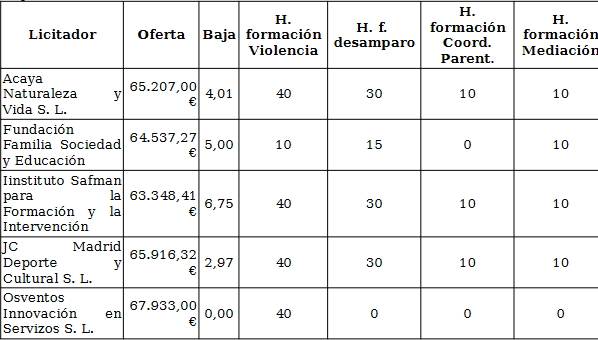 Licitador Oferta Baja H. formación Violencia H. f. desamparo H. formación Coord. Parent. H. formación Mediación
Acaya Naturaleza y Vida S. L. 65.207,00 € 4,01 40 30 10 10
Fundación Familia Sociedad y Educación 64.537,27 € 5,00 10 15 0 10
Iinstituto Safman para la Formación y la Intervención 63.348,41 € 6,75 40 30 10 10
JC Madrid Deporte y Cultural S. L. 65.916,32 € 2,97 40 30 10 10
Osventos Innovación en Servizos S. L. 67.933,00 € 0,00 40 0 0 0